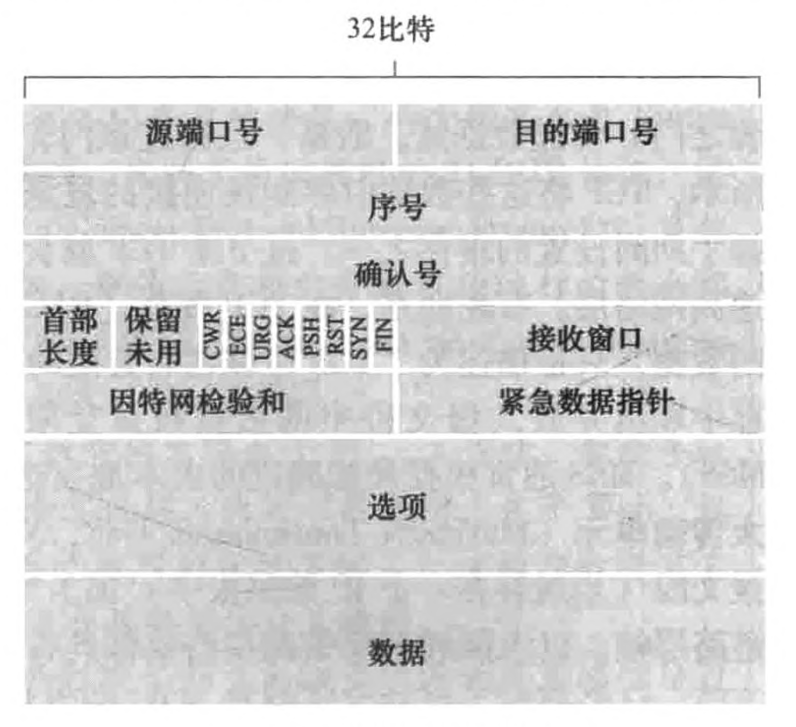 32比特
源端口号 目的端口号
序号
确认号
首部 保留 CWR ECE URG ACK PSH RST SYN FIN 接收窗口
长度 未用
因特网检验和 紧急数据指针
选项
数据